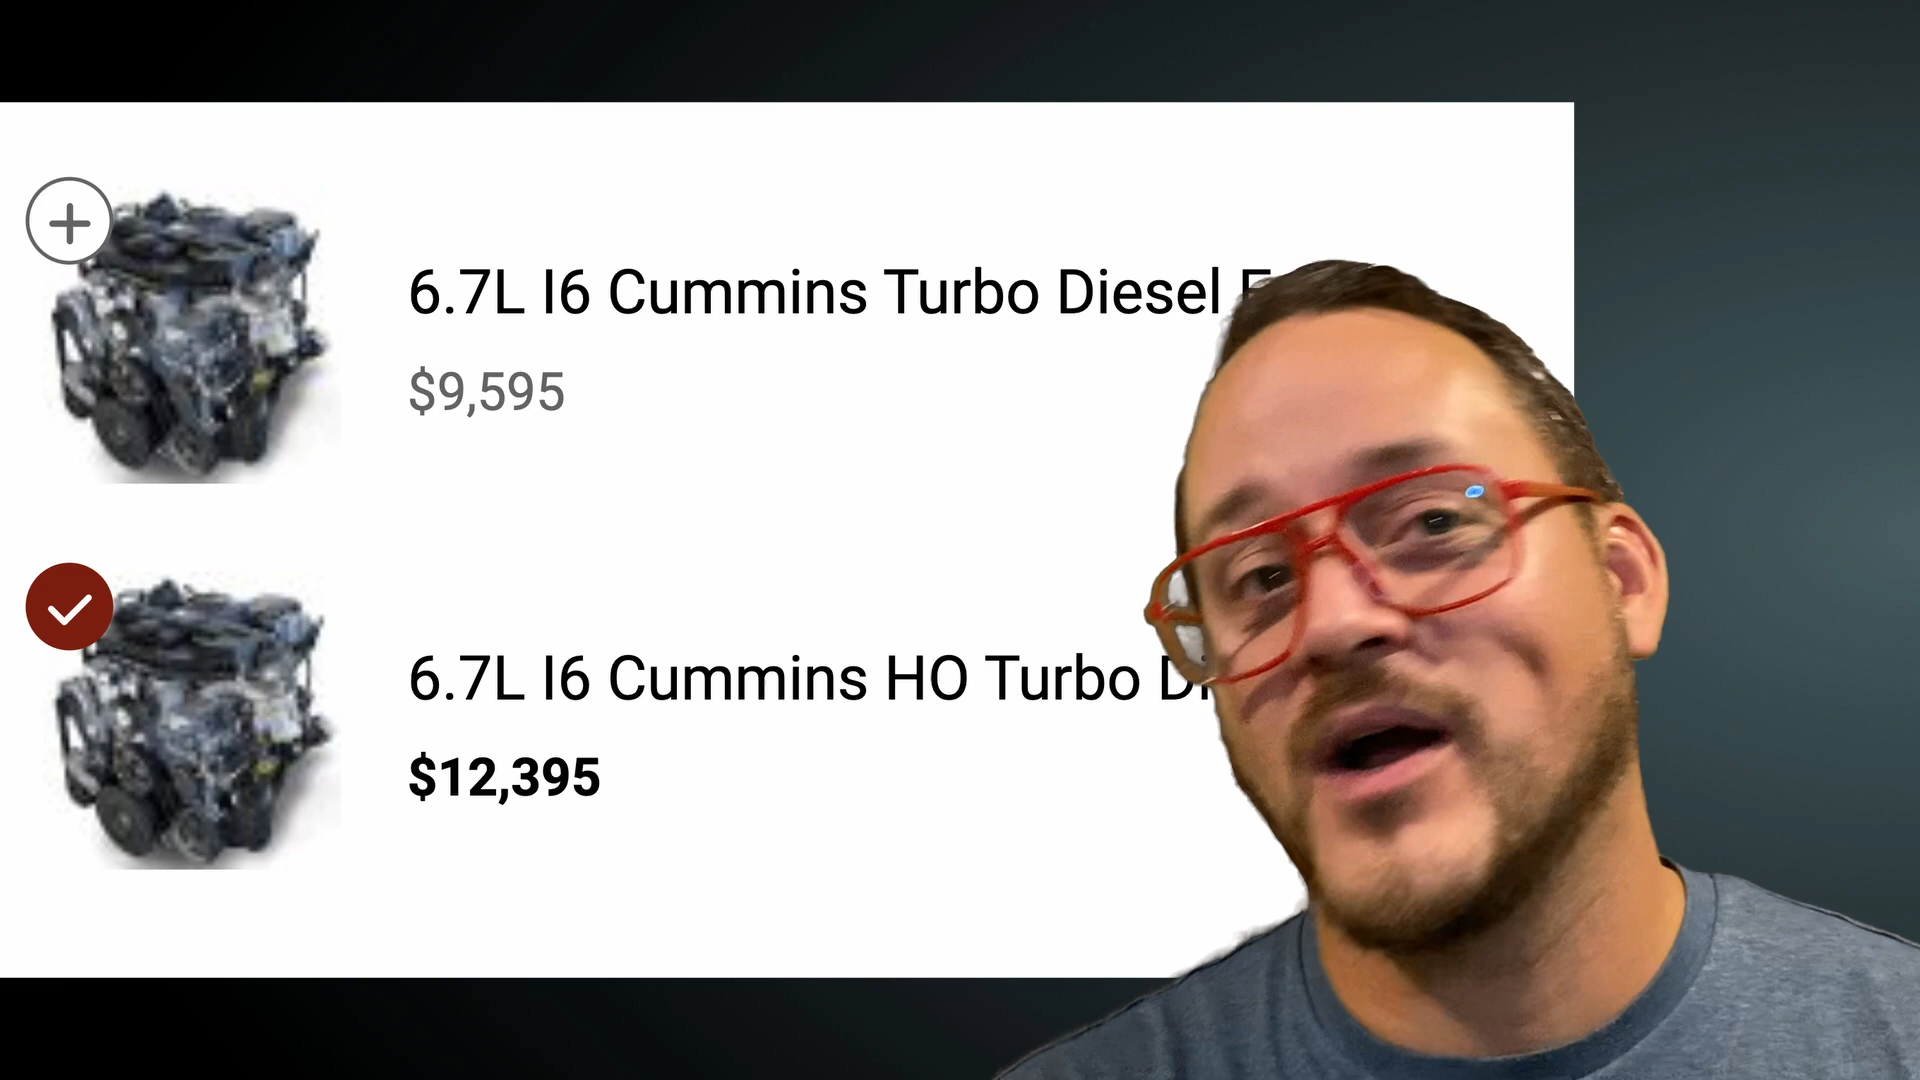 6.7L I6 Cummins Turbo Diesel
$9,595
6.7L I6 Cummins HO Turbo
$12,395